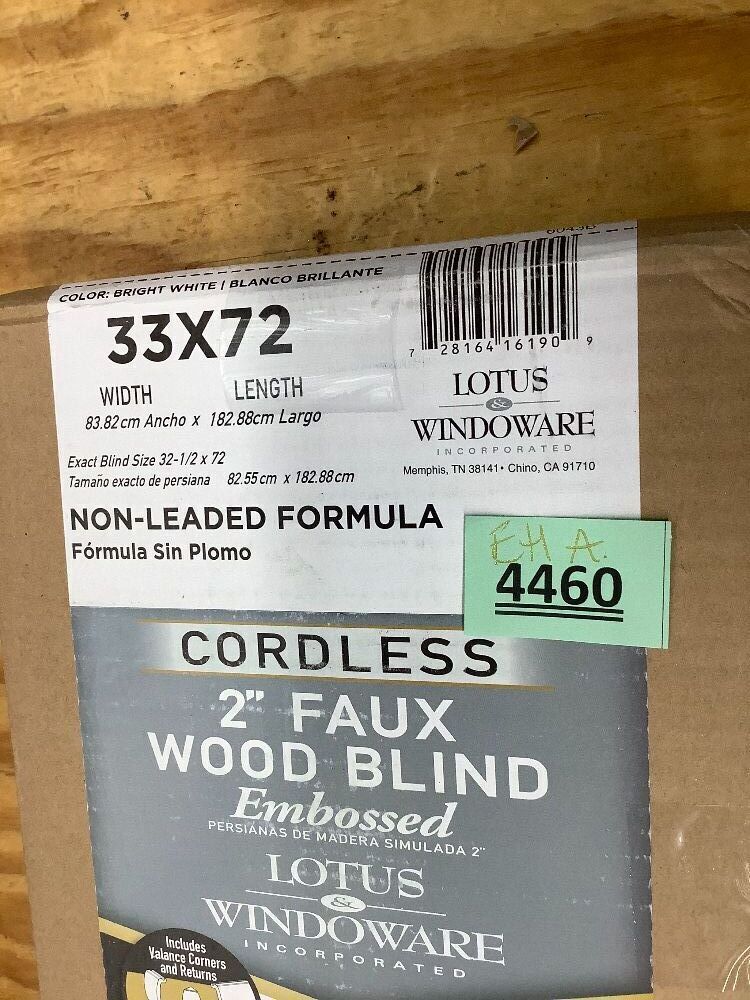 COLOR: BRIGHT WHITE | BLANCO BRILLANTE
33X72
WIDTH LENGTH
83.82cm Ancho x 182.88cm Largo
Exact Blind Size 32-1/2 x 72
Tamaño exacto de persiana 82.55cm x 182.88cm
NON-LEADED FORMULA
Fórmula Sin Plomo
7 28164 16190 9
LOTUS
&
WINDOWARE
INCORPORATED
Memphis, TN 38141 • Chino, CA 91710
EHA.
4460
CORDLESS
2" FAUX
WOOD BLIND
Embossed
PERSIANAS DE MADERA SIMULADA 2"
LOTUS
&
WINDOWARE
INCORPORATED
Includes
Valance Corners
and Returns